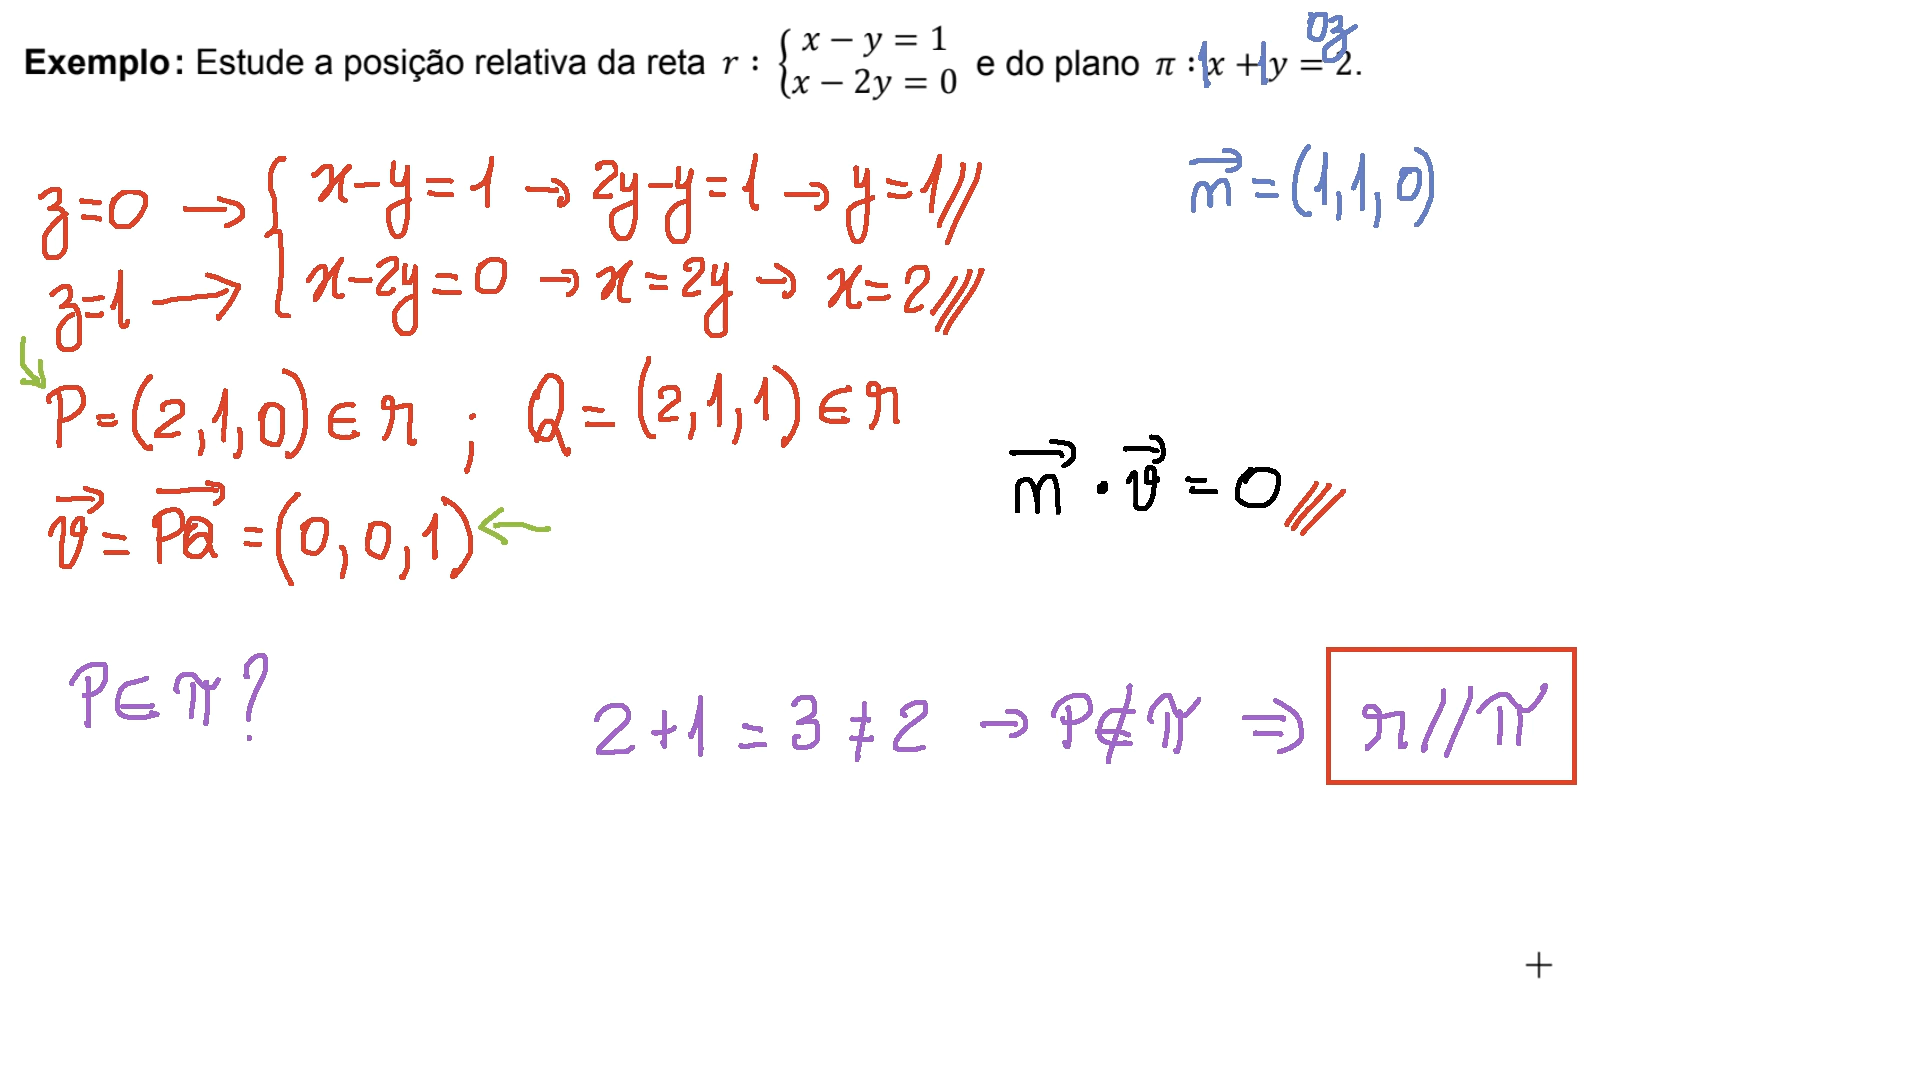 Exemplo: Estude a posição relativa da reta r : { x − y = 1 e do plano π : 1x + 1y = 2.
x − 2y = 0
0z
z=0 → { x−y=1 → 2y−y=1 → y=1//
z=1 → x−2y=0 → x=2y → x=2///
n⃗ = (1,1,0)
P=(2,1,0) ∈ r ; Q=(2,1,1) ∈ r
v⃗ = PQ⃗ = (0,0,1) ←
n⃗ · v⃗ = 0///
P∈π?
2+1=3≠2 → P∉π ⇒ r//π